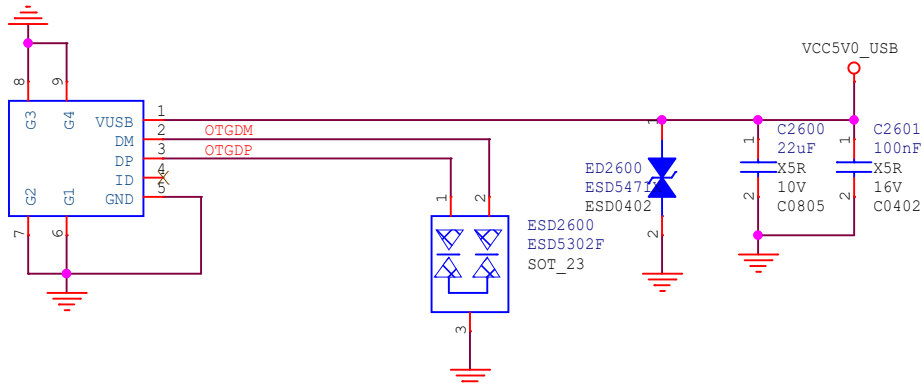 VCC5V0_USB
8
9
G3
G4
VUSB
1
DM
2
OTGDM
DP
3
OTGDP
ID
4
GND
5
G2
G1
7
6
1
2
ESD2600
ESD5302F
SOT_23
3
ED2600
ESD0402
2
1
C2600
22uF
X5R
10V
C0805
2
1
C2601
100nF
X5R
16V
C0402
2